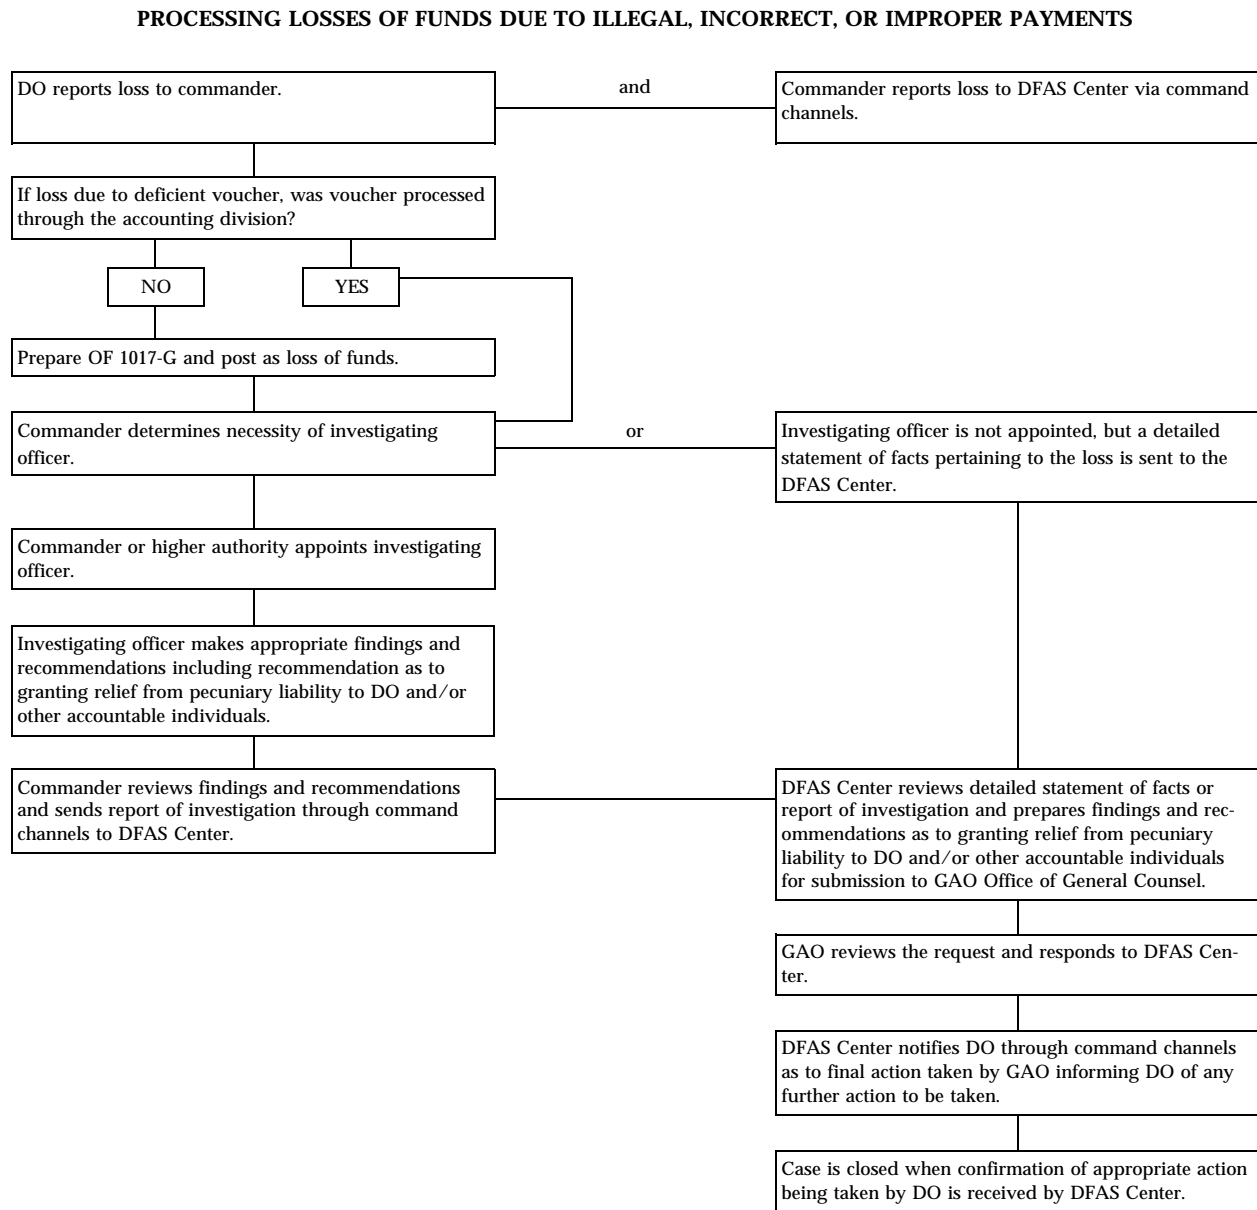 PROCESSING LOSSES OF FUNDS DUE TO ILLEGAL, INCORRECT, OR IMPROPER PAYMENTS
DO reports loss to commander.
and
Commander reports loss to DFAS Center via command
channels.
If loss due to deficient voucher, was voucher processed
through the accounting division?
NO
YES
Prepare OF 1017-G and post as loss of funds.
Commander determines necessity of investigating
officer.
or
Investigating officer is not appointed, but a detailed
statement of facts pertaining to the loss is sent to the
DFAS Center.
Commander or higher authority appoints investigating
officer.
Investigating officer makes appropriate findings and
recommendations including recommendation as to
granting relief from pecuniary liability to DO and/or
other accountable individuals.
Commander reviews findings and recommendations
and sends report of investigation through command
channels to DFAS Center.
DFAS Center reviews detailed statement of facts or
report of investigation and prepares findings and rec-
ommendations as to granting relief from pecuniary
liability to DO and/or other accountable individuals
for submission to GAO Office of General Counsel.
GAO reviews the request and responds to DFAS Cen-
ter.
DFAS Center notifies DO through command channels
as to final action taken by GAO informing DO of any
further action to be taken.
Case is closed when confirmation of appropriate action
being taken by DO is received by DFAS Center.